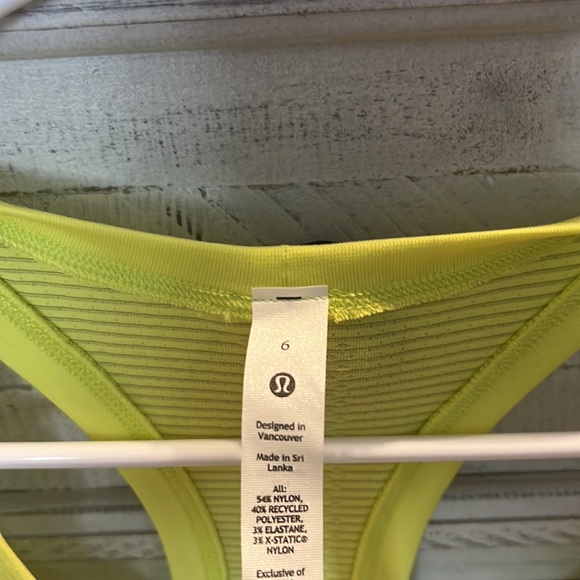 6
Designed in
Vancouver
Made in Sri
Lanka
All:
54% NYLON,
40% RECYCLED
POLYESTER,
3% ELASTANE,
3% X-STATIC®
NYLON
Exclusive of